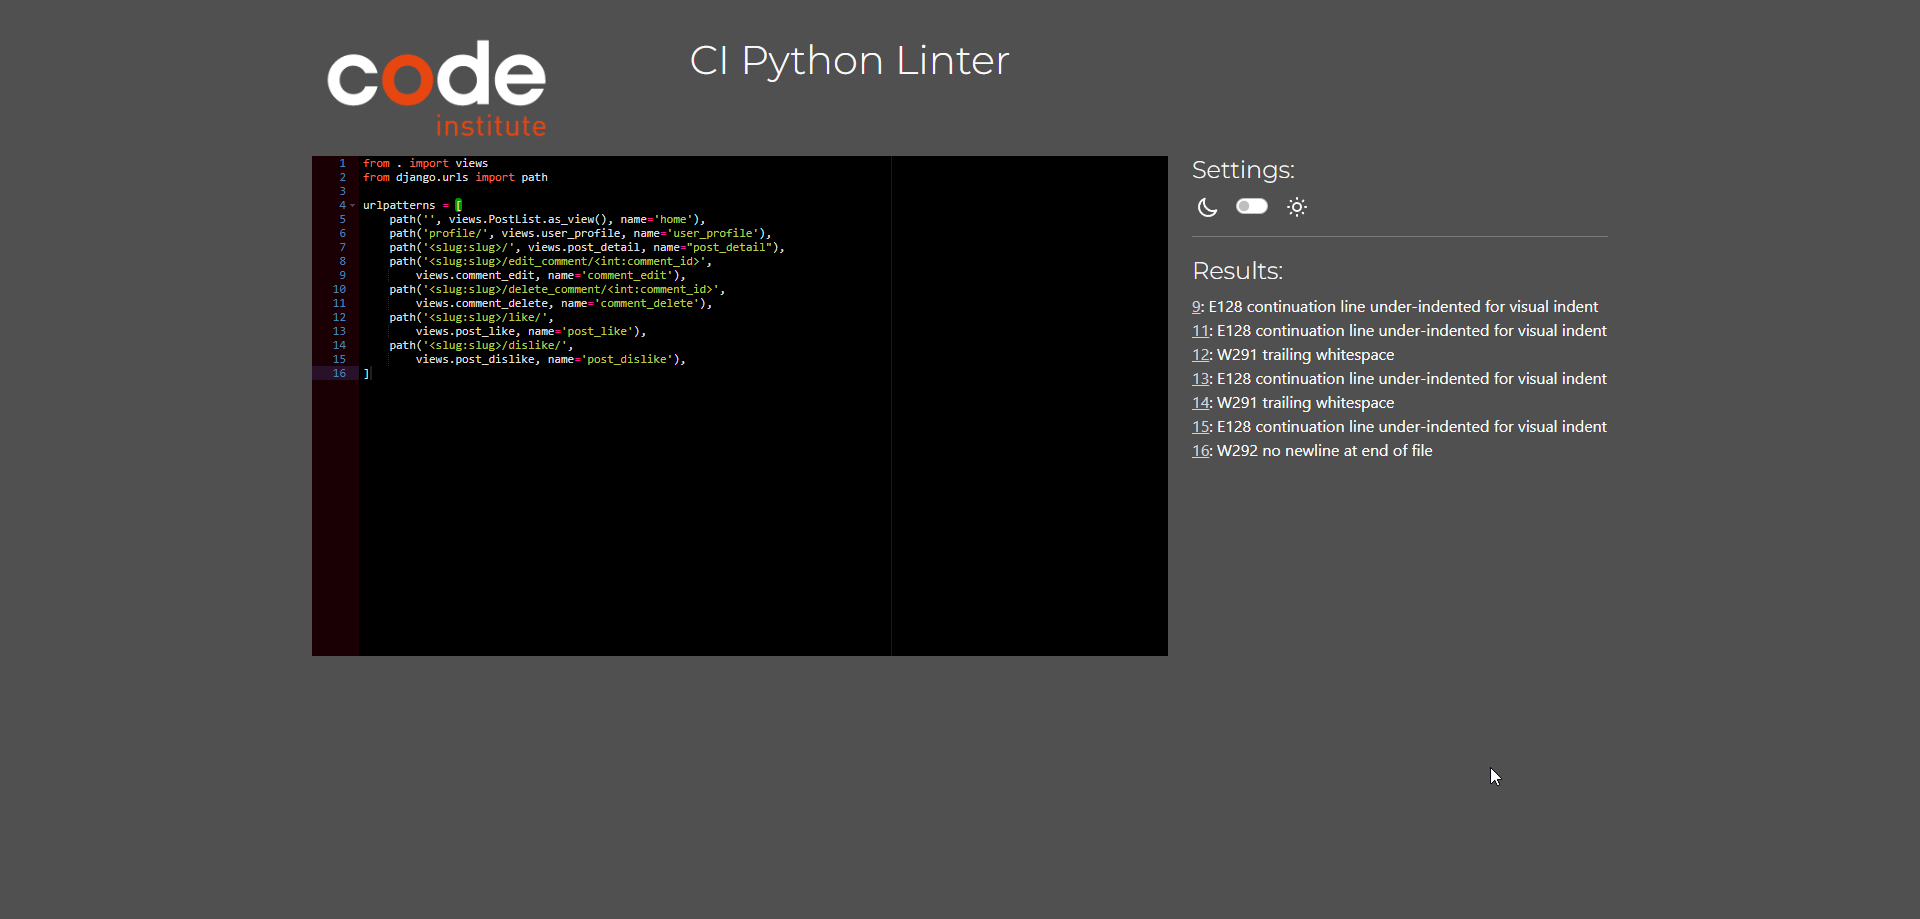 code
institute
CI Python Linter
1 from . import views
2 from django.urls import path
3
4 urlpatterns = [
5     path('', views.PostList.as_view(), name='home'),
6     path('profile/', views.user_profile, name='user_profile'),
7     path('<slug:slug>/', views.post_detail, name="post_detail"),
8     path('<slug:slug>/edit_comment/<int:comment_id>',
9         views.comment_edit, name='comment_edit'),
10     path('<slug:slug>/delete_comment/<int:comment_id>',
11         views.comment_delete, name='comment_delete'),
12     path('<slug:slug>/like/',
13         views.post_like, name='post_like'),
14     path('<slug:slug>/dislike/',
15         views.post_dislike, name='post_dislike'),
16 ]
Settings:
Results:
9: E128 continuation line under-indented for visual indent
11: E128 continuation line under-indented for visual indent
12: W291 trailing whitespace
13: E128 continuation line under-indented for visual indent
14: W291 trailing whitespace
15: E128 continuation line under-indented for visual indent
16: W292 no newline at end of file